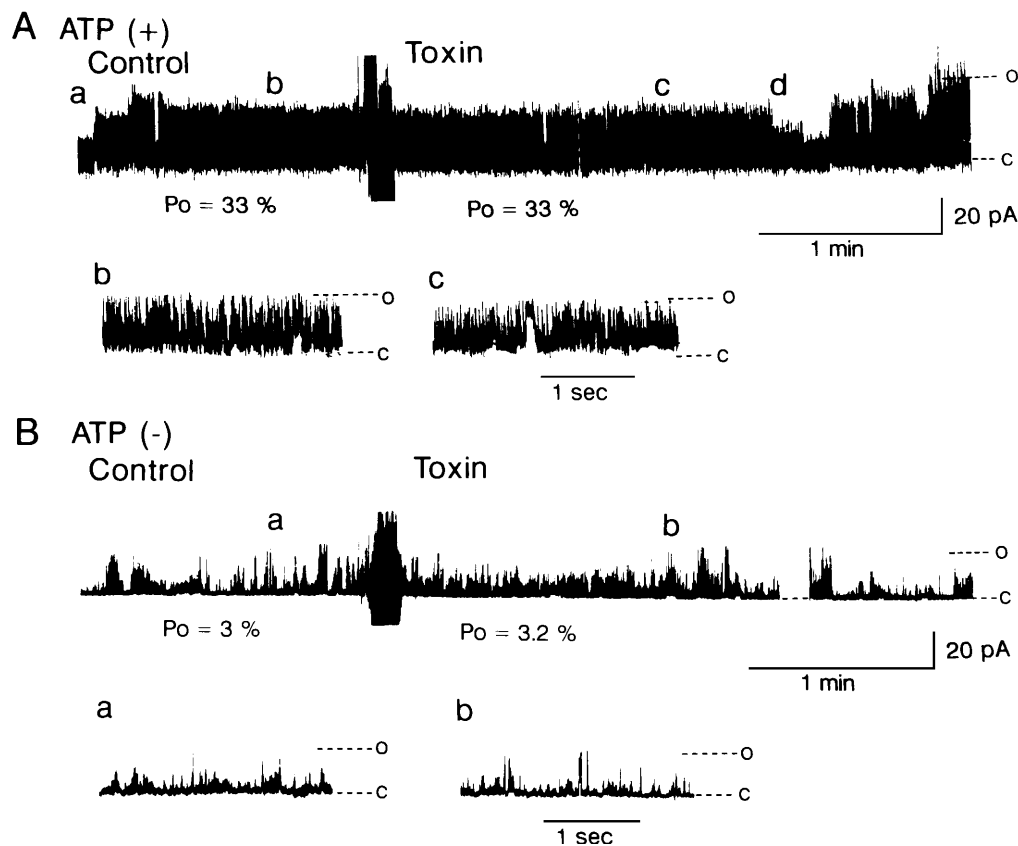 A ATP (+)
Control Toxin
a b c d
o
c
Po = 33 % Po = 33 %
20 pA
1 min
b c
o o
c c
1 sec
B ATP (-)
Control Toxin
a b
o
c
Po = 3 % Po = 3.2 %
20 pA
1 min
a b
o o
c c
1 sec